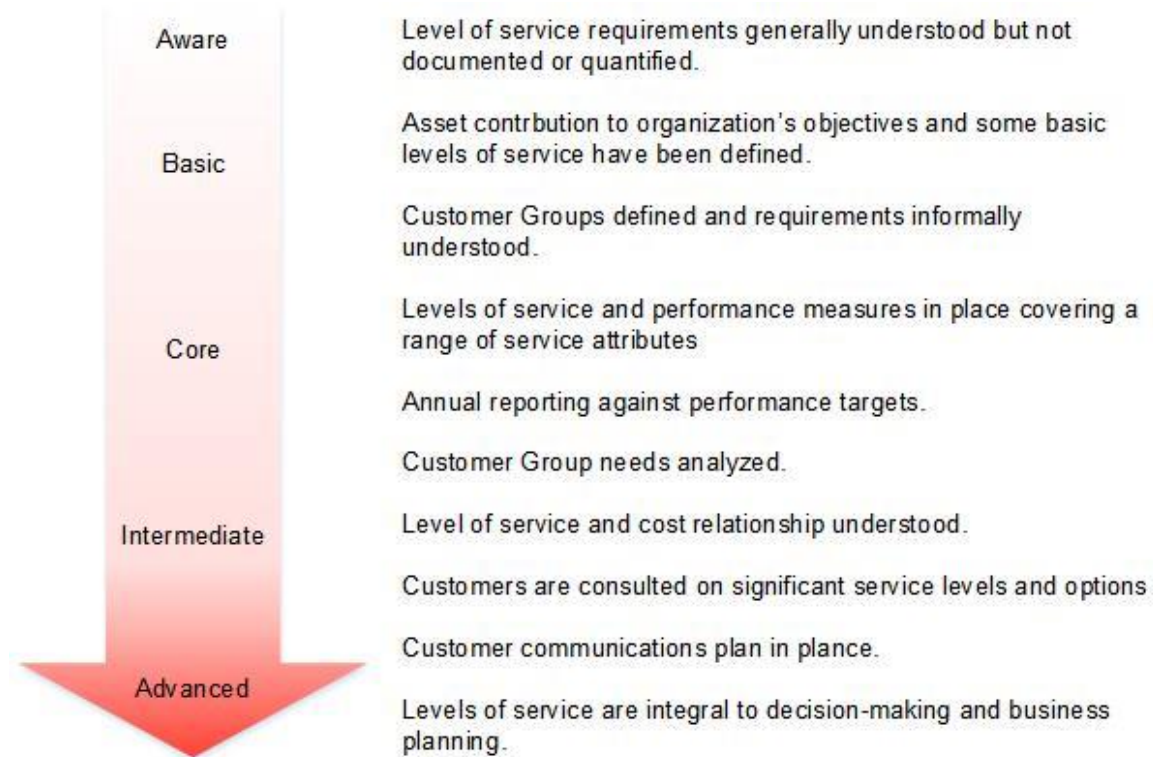 Aware
Level of service requirements generally understood but not
documented or quantified.
Basic
Asset contrbution to organization's objectives and some basic
levels of service have been defined.
Customer Groups defined and requirements informally
understood.
Core
Levels of service and performance measures in place covering a
range of service attributes
Annual reporting against performance targets.
Customer Group needs analyzed.
Intermediate
Level of service and cost relationship understood.
Customers are consulted on significant service levels and options
Customer communications plan in plance.
Advanced
Levels of service are integral to decision-making and business
planning.